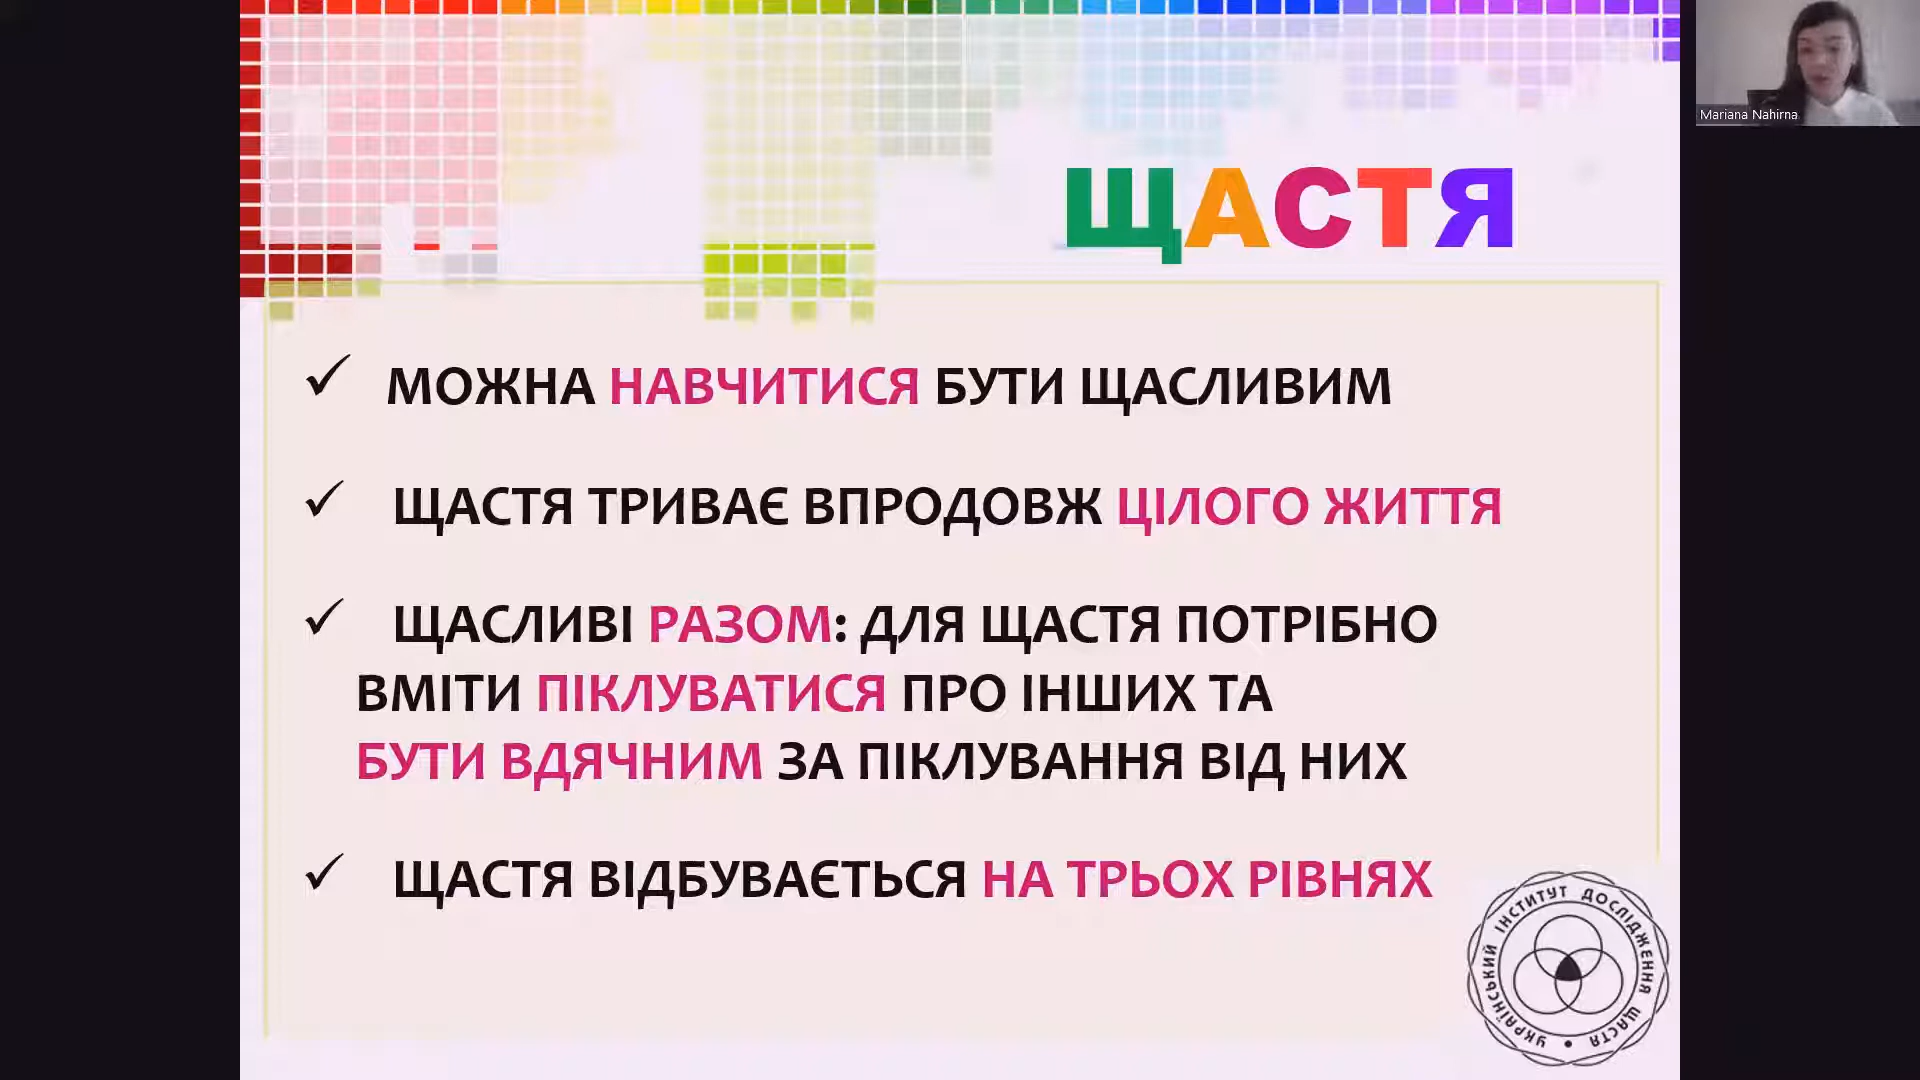 ЩАСТЯ
Mariana Nahirna
МОЖНА НАВЧИТИСЯ БУТИ ЩАСЛИВИМ
ЩАСТЯ ТРИВАЄ ВПРОДОВЖ ЦІЛОГО ЖИТТЯ
ЩАСЛИВІ РАЗОМ: ДЛЯ ЩАСТЯ ПОТРІБНО
ВМІТИ ПІКЛУВАТИСЯ ПРО ІНШИХ ТА
БУТИ ВДЯЧНИМ ЗА ПІКЛУВАННЯ ВІД НИХ
ЩАСТЯ ВІДБУВАЄТЬСЯ НА ТРЬОХ РІВНЯХ
УКРАЇНСЬКИЙ ІНСТИТУТ ДОСЛІДЖЕННЯ ЩАСТЯ